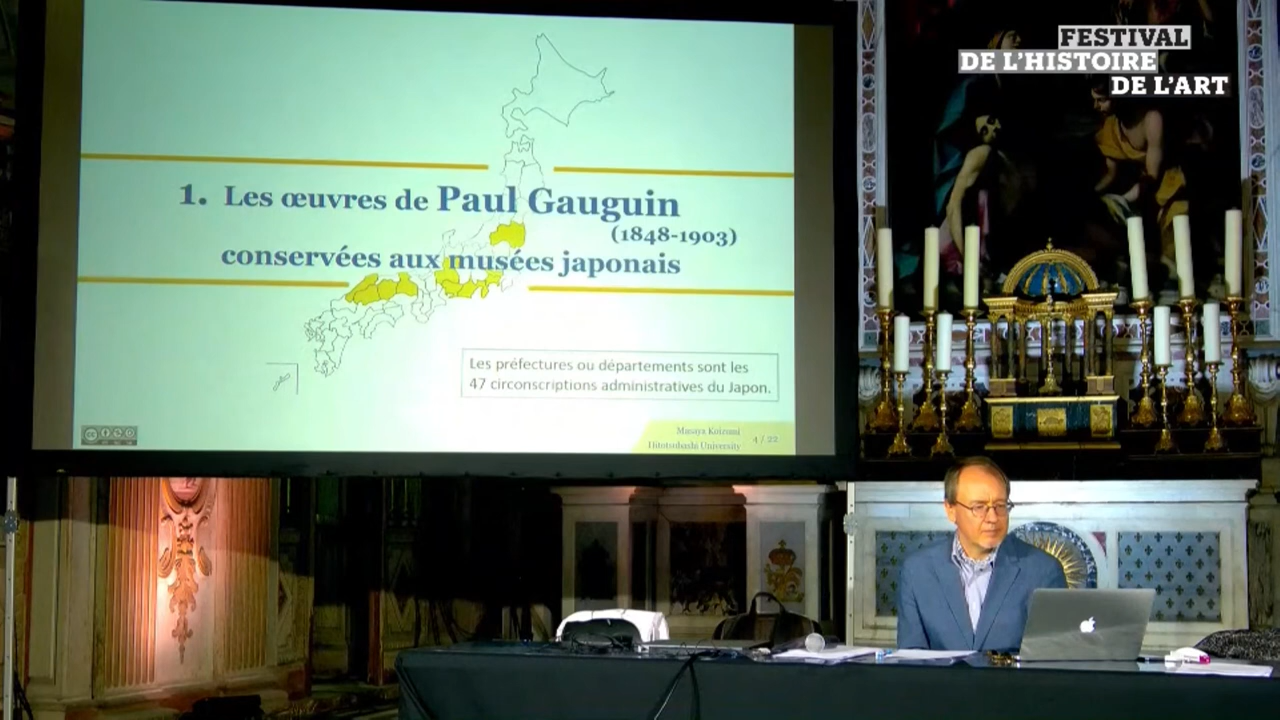 FESTIVAL
DE L'HISTOIRE
DE L'ART
1. Les œuvres de Paul Gauguin
(1848-1903)
conservées aux musées japonais
Les préfectures ou départements sont les
47 circonscriptions administratives du Japon.
Masaya Koizumi
Hitotsubashi University
4 / 22